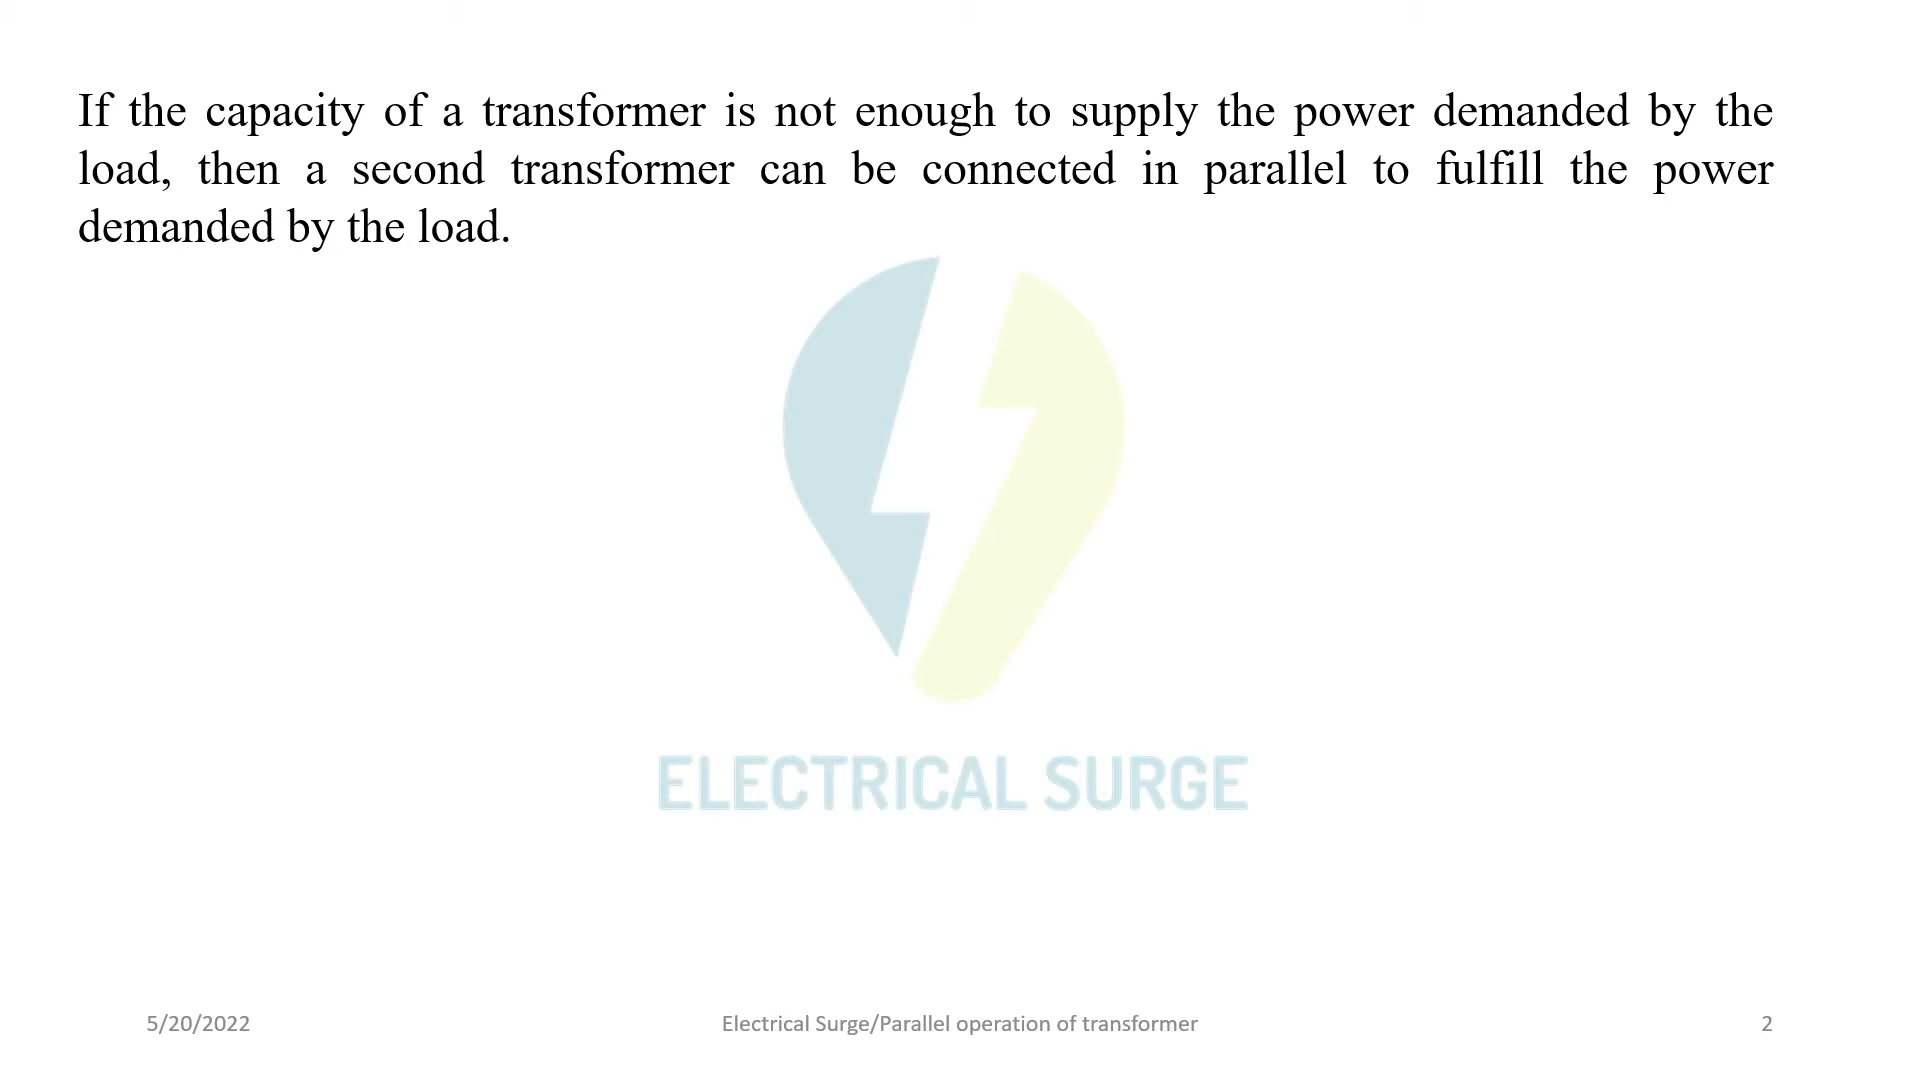 If the capacity of a transformer is not enough to supply the power demanded by the
load, then a second transformer can be connected in parallel to fulfill the power
demanded by the load.
ELECTRICAL SURGE
5/20/2022
Electrical Surge/Parallel operation of transformer
2